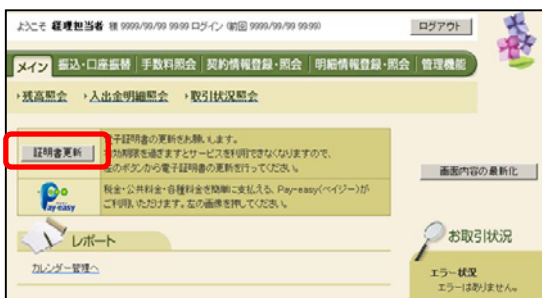 ようこそ 経理担当者 様 9999/99/99 99:99 ログイン (前回 9999/99/99 99:99)
ログアウト
メイン 振込・口座振替 手数料照会 契約情報登録・照会 明細情報登録・照会 管理機能
残高照会 入出金明細照会 取引状況照会
証明書更新
電子証明書の更新をお願いします。
有効期限を過ぎますとサービスを利用できなくなりますので、
左のボタンから電子証明書の更新を行ってください。
画面内容の最新化
Pay-easy
税金・公共料金・各種料金を簡単に支払える、Pay-easy(ペイジー)が
ご利用いただけます。左の画像を押してください。
レポート
お取引状況
カレンダー管理へ
エラー状況
エラーはありません。